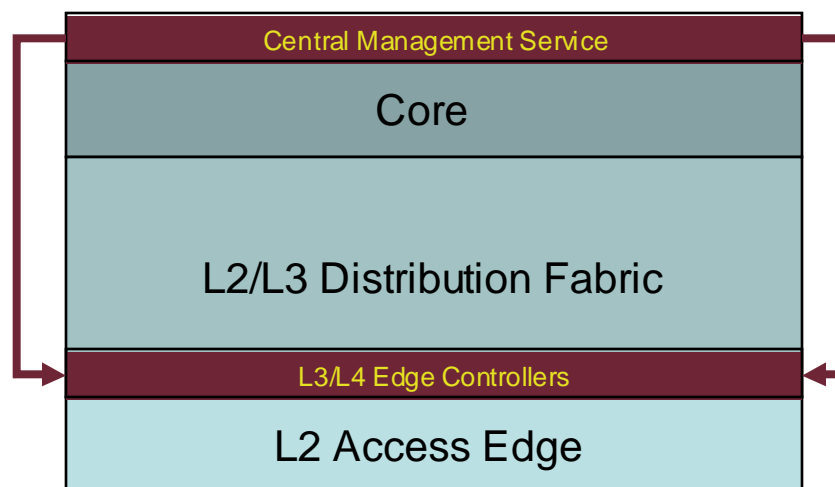 Central Management Service
Core
L2/L3 Distribution Fabric
L3/L4 Edge Controllers
L2 Access Edge